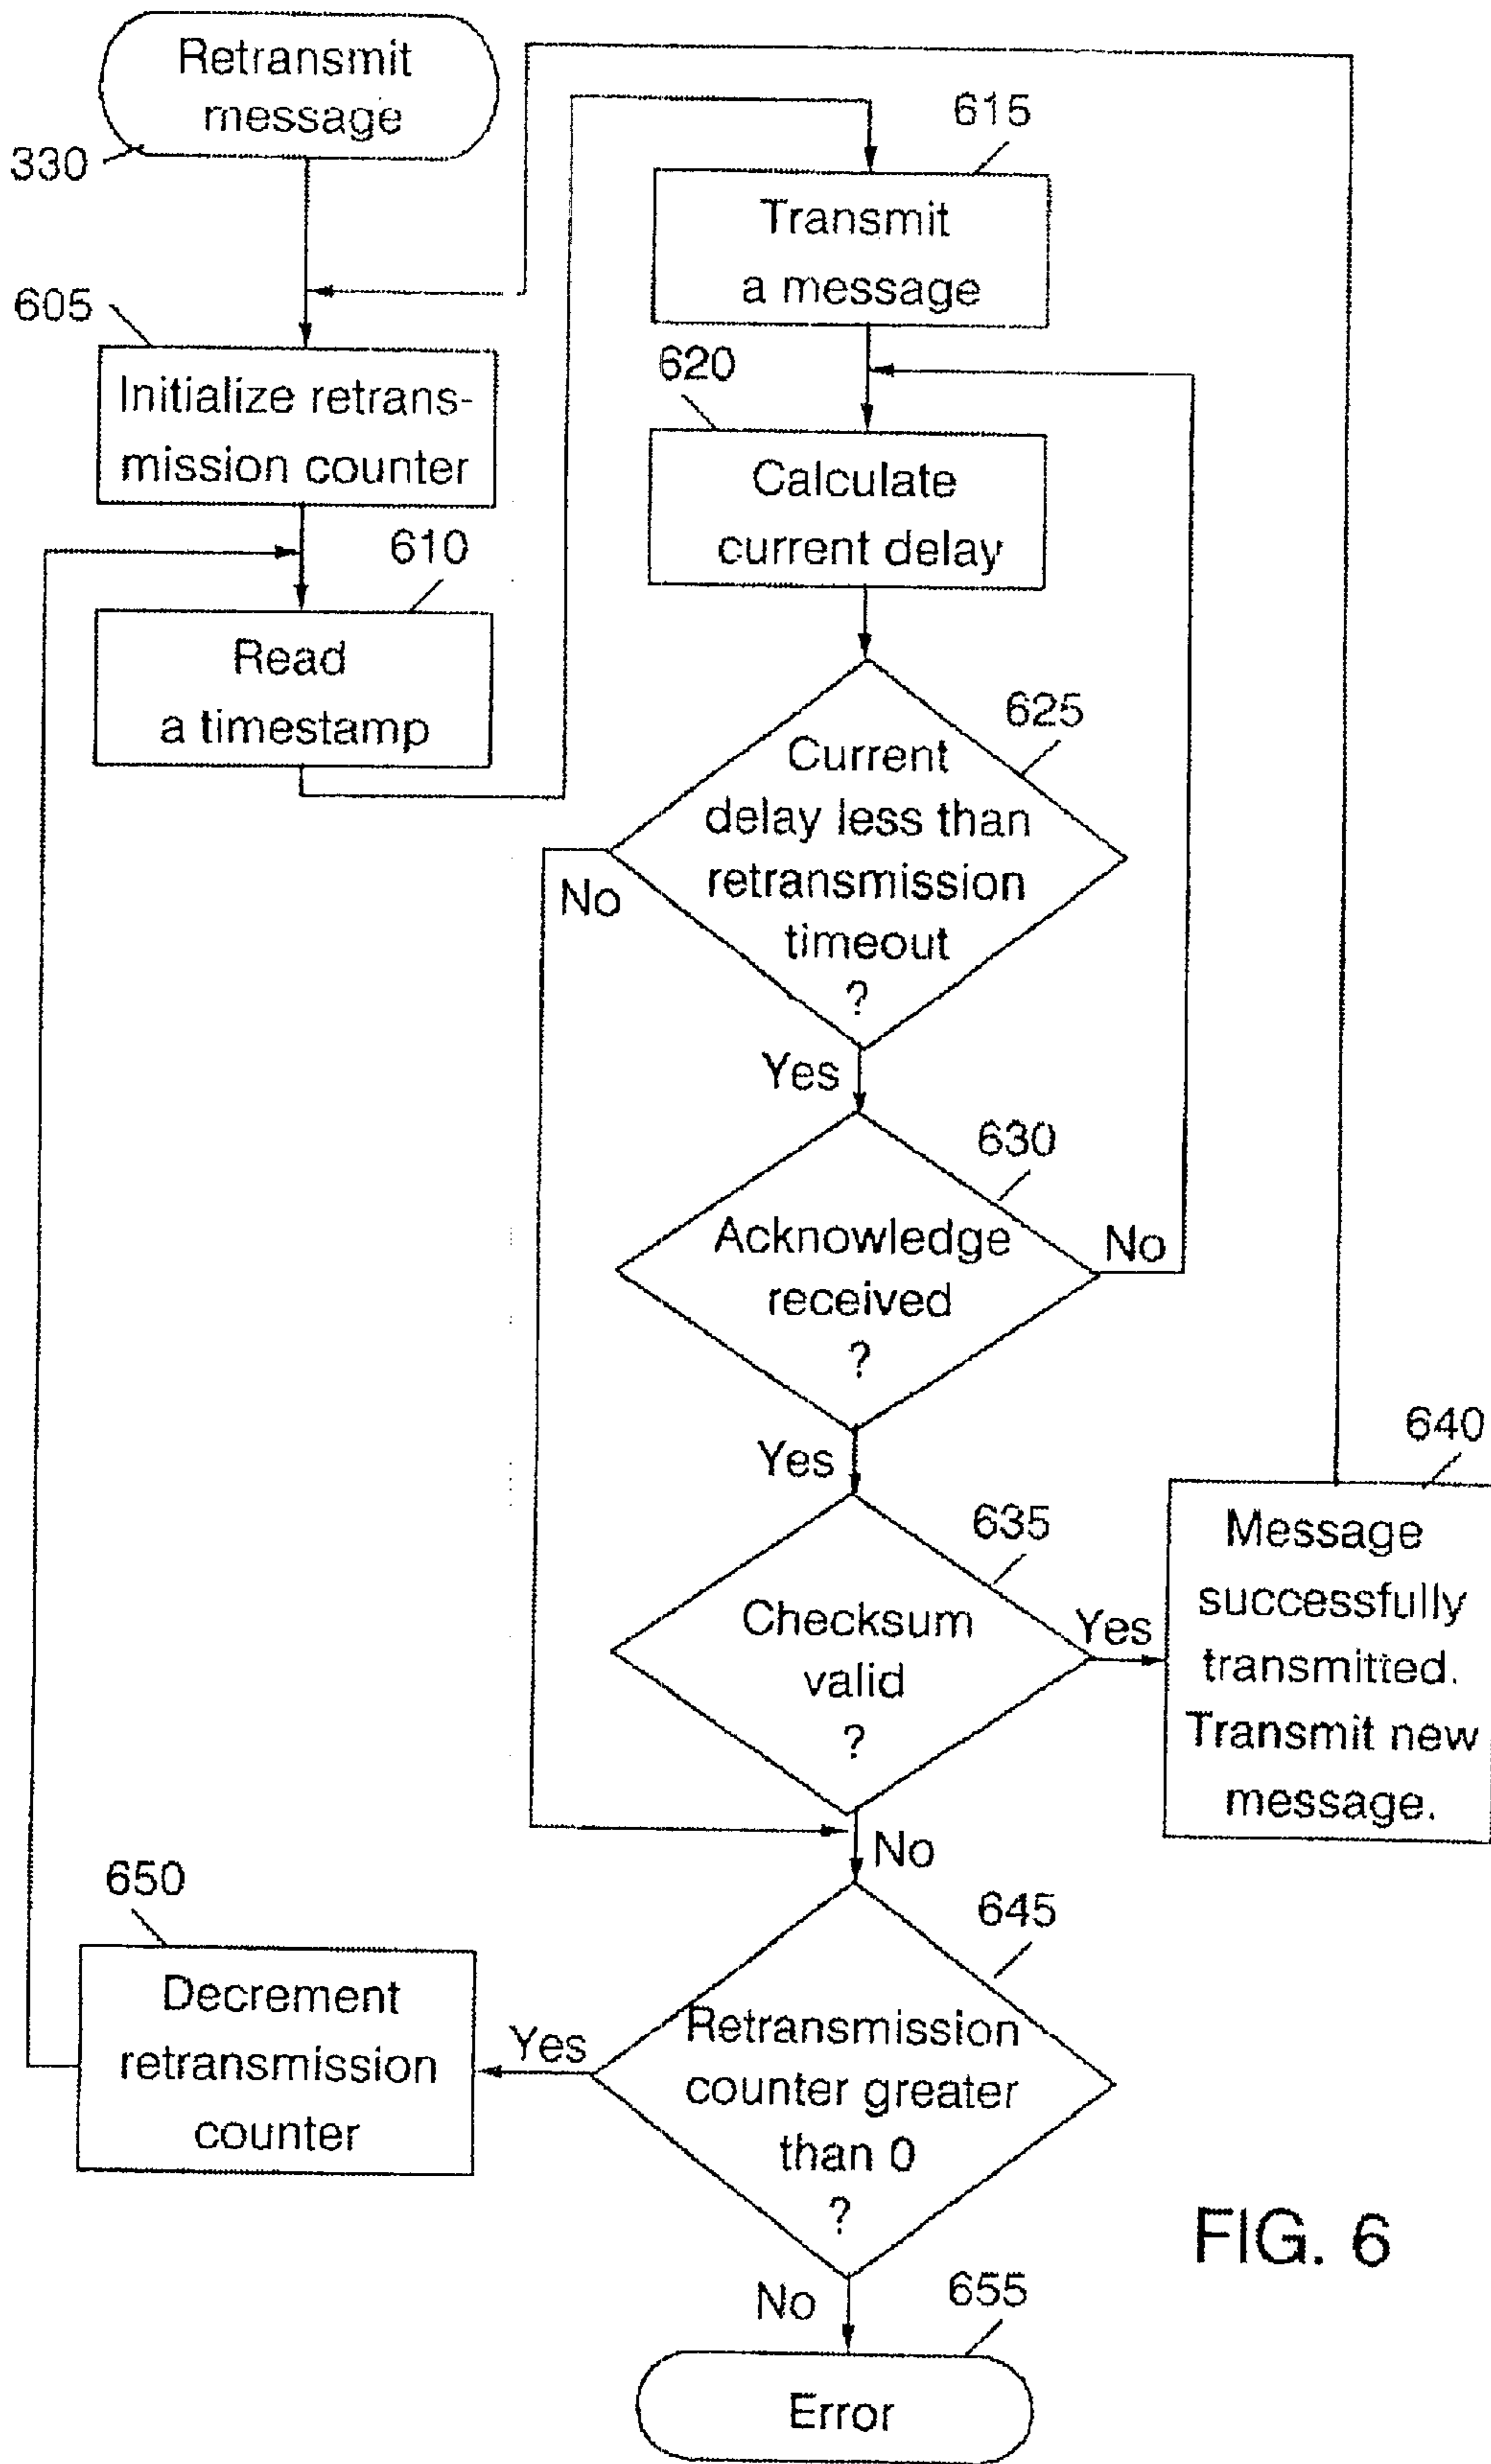 Retransmit
message
330
605
Initialize retrans-
mission counter
610
Read
a timestamp
615
Transmit
a message
620
Calculate
current delay
625
Current
delay less than
retransmission
timeout
?
No
Yes
630
Acknowledge
received
?
No
Yes
635
Checksum
valid
?
Yes
640
Message
successfully
transmitted.
Transmit new
message.
No
645
Retransmission
counter greater
than 0
?
Yes
650
Decrement
retransmission
counter
No
655
Error
FIG. 6